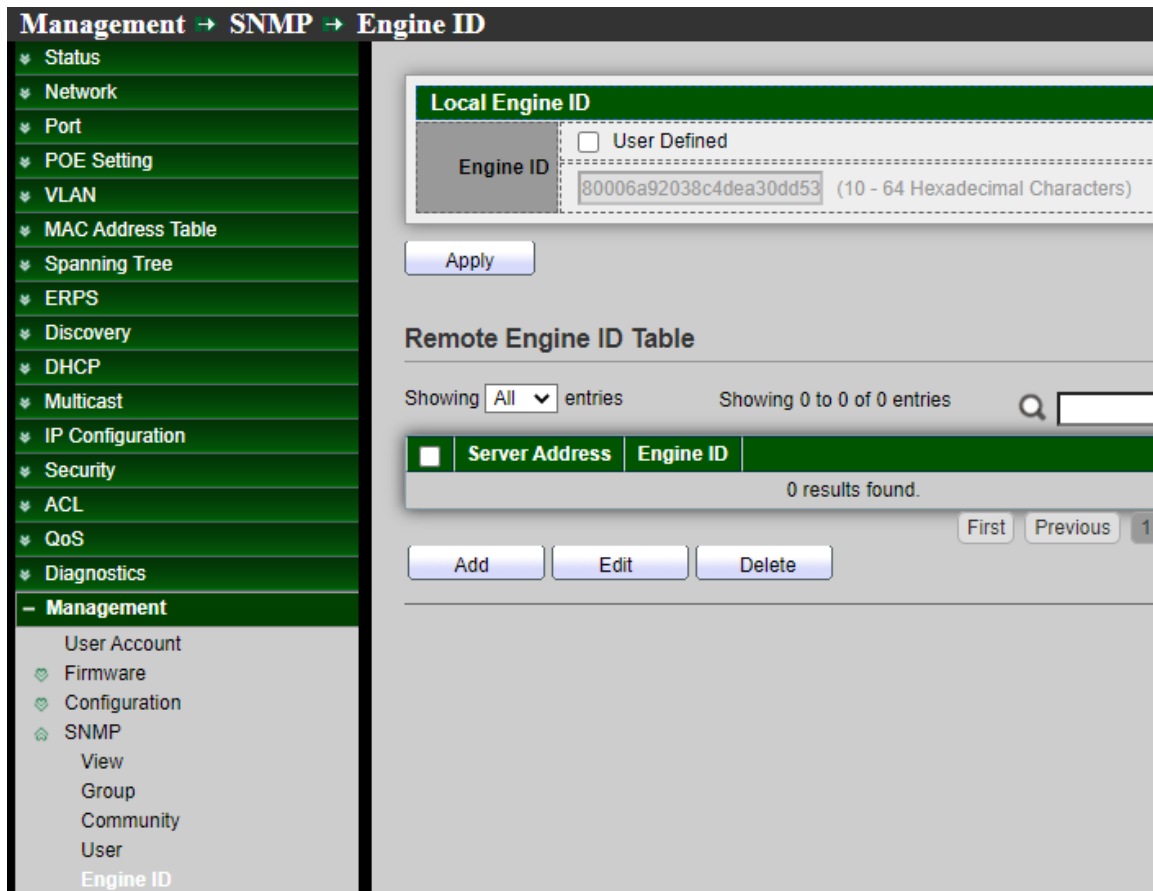 Management → SNMP → Engine ID
Status
Network
Port
POE Setting
VLAN
MAC Address Table
Spanning Tree
ERPS
Discovery
DHCP
Multicast
IP Configuration
Security
ACL
QoS
Diagnostics
Management
User Account
Firmware
Configuration
SNMP
View
Group
Community
User
Engine ID
Local Engine ID
Engine ID
User Defined
80006a92038c4dea30dd53 (10 - 64 Hexadecimal Characters)
Apply
Remote Engine ID Table
Showing All entries Showing 0 to 0 of 0 entries
Server Address Engine ID
0 results found.
First Previous 1
Add Edit Delete